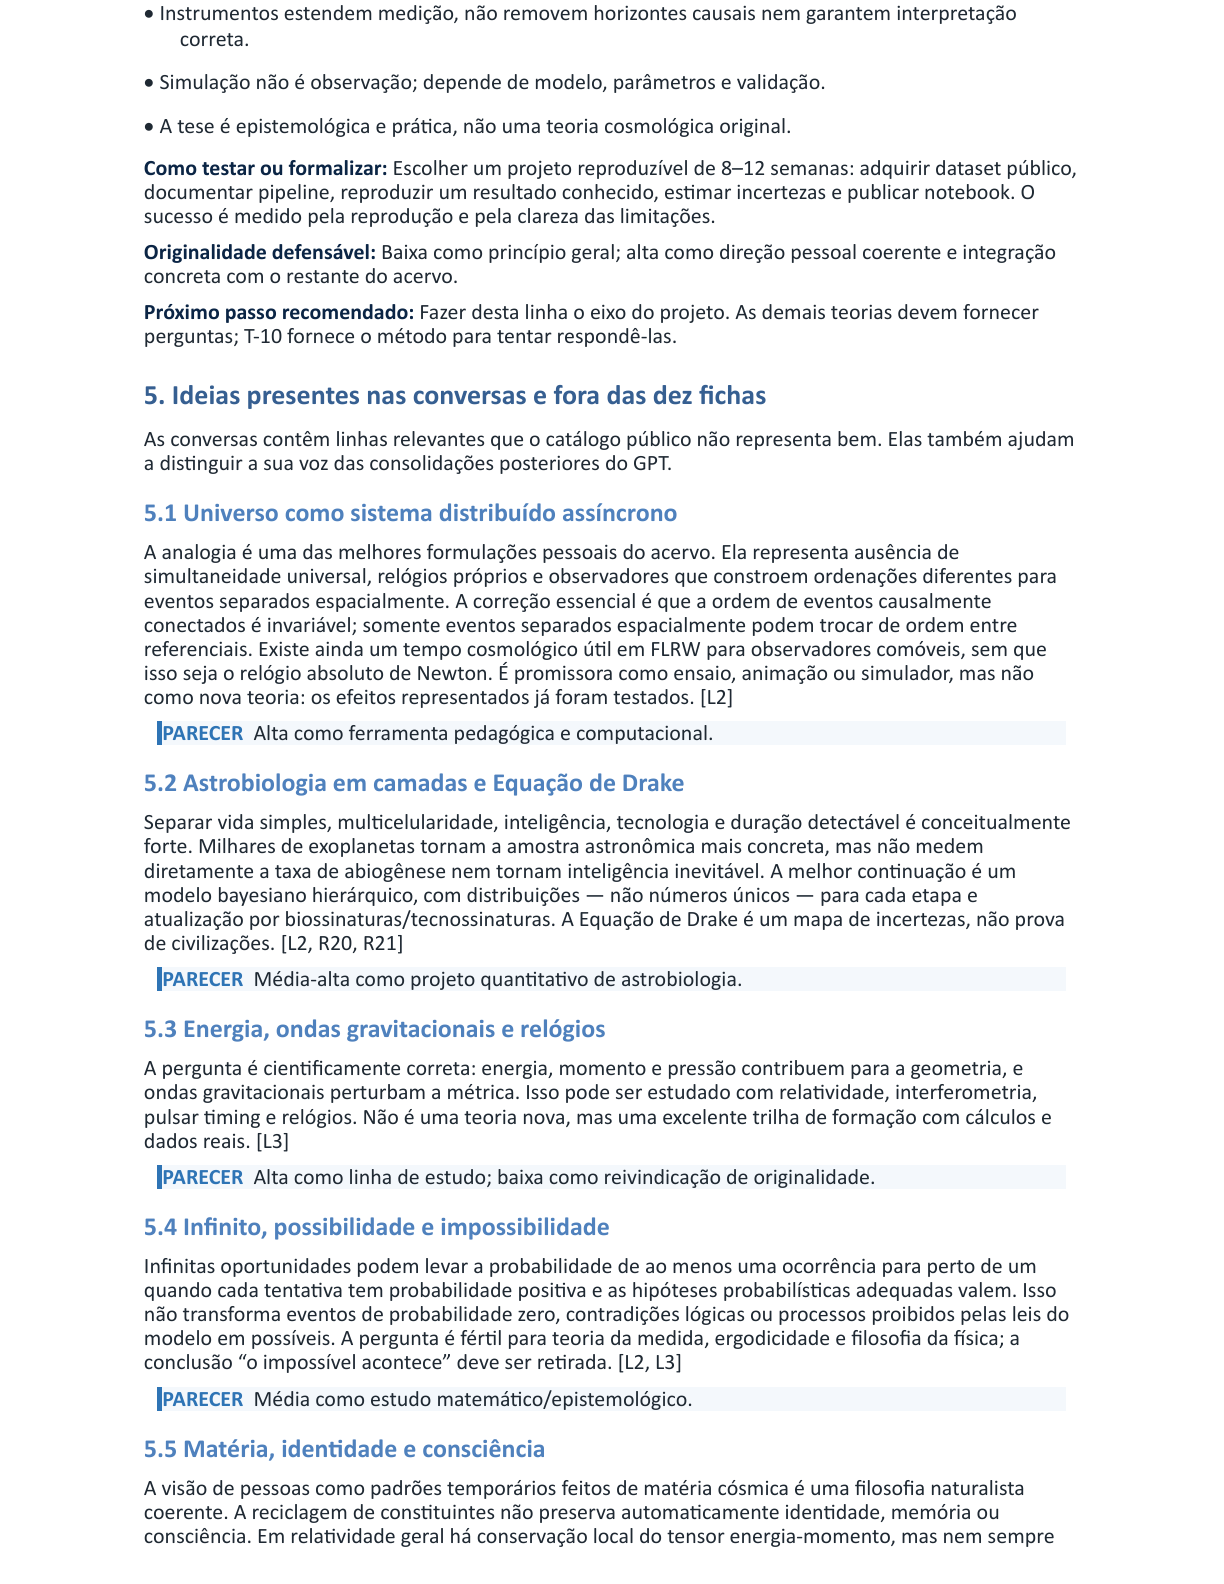 • Instrumentos estendem medição, não removem horizontes causais nem garantem interpretação
correta.
• Simulação não é observação; depende de modelo, parâmetros e validação.
• A tese é epistemológica e prática, não uma teoria cosmológica original.
Como testar ou formalizar: Escolher um projeto reproduzível de 8–12 semanas: adquirir dataset público,
documentar pipeline, reproduzir um resultado conhecido, estimar incertezas e publicar notebook. O
sucesso é medido pela reprodução e pela clareza das limitações.
Originalidade defensável: Baixa como princípio geral; alta como direção pessoal coerente e integração
concreta com o restante do acervo.
Próximo passo recomendado: Fazer desta linha o eixo do projeto. As demais teorias devem fornecer
perguntas; T-10 fornece o método para tentar respondê-las.
5. Ideias presentes nas conversas e fora das dez fichas
As conversas contêm linhas relevantes que o catálogo público não representa bem. Elas também ajudam
a distinguir a sua voz das consolidações posteriores do GPT.
5.1 Universo como sistema distribuído assíncrono
A analogia é uma das melhores formulações pessoais do acervo. Ela representa ausência de
simultaneidade universal, relógios próprios e observadores que constroem ordenações diferentes para
eventos separados espacialmente. A correção essencial é que a ordem de eventos causalmente
conectados é invariável; somente eventos separados espacialmente podem trocar de ordem entre
referenciais. Existe ainda um tempo cosmológico útil em FLRW para observadores comóveis, sem que
isso seja o relógio absoluto de Newton. É promissora como ensaio, animação ou simulador, mas não
como nova teoria: os efeitos representados já foram testados. [L2]
PARECER Alta como ferramenta pedagógica e computacional.
5.2 Astrobiologia em camadas e Equação de Drake
Separar vida simples, multicelularidade, inteligência, tecnologia e duração detectável é conceitualmente
forte. Milhares de exoplanetas tornam a amostra astronômica mais concreta, mas não medem
diretamente a taxa de abiogênese nem tornam inteligência inevitável. A melhor continuação é um
modelo bayesiano hierárquico, com distribuições — não números únicos — para cada etapa e
atualização por biossinaturas/tecnossinaturas. A Equação de Drake é um mapa de incertezas, não prova
de civilizações. [L2, R20, R21]
PARECER Média-alta como projeto quantitativo de astrobiologia.
5.3 Energia, ondas gravitacionais e relógios
A pergunta é cientificamente correta: energia, momento e pressão contribuem para a geometria, e
ondas gravitacionais perturbam a métrica. Isso pode ser estudado com relatividade, interferometria,
pulsar timing e relógios. Não é uma teoria nova, mas uma excelente trilha de formação com cálculos e
dados reais. [L3]
PARECER Alta como linha de estudo; baixa como reivindicação de originalidade.
5.4 Infinito, possibilidade e impossibilidade
Infinitas oportunidades podem levar a probabilidade de ao menos uma ocorrência para perto de um
quando cada tentativa tem probabilidade positiva e as hipóteses probabilísticas adequadas valem. Isso
não transforma eventos de probabilidade zero, contradições lógicas ou processos proibidos pelas leis do
modelo em possíveis. A pergunta é fértil para teoria da medida, ergodicidade e filosofia da física; a
conclusão “o impossível acontece” deve ser retirada. [L2, L3]
PARECER Média como estudo matemático/epistemológico.
5.5 Matéria, identidade e consciência
A visão de pessoas como padrões temporários feitos de matéria cósmica é uma filosofia naturalista
coerente. A reciclagem de constituintes não preserva automaticamente identidade, memória ou
consciência. Em relatividade geral há conservação local do tensor energia-momento, mas nem sempre